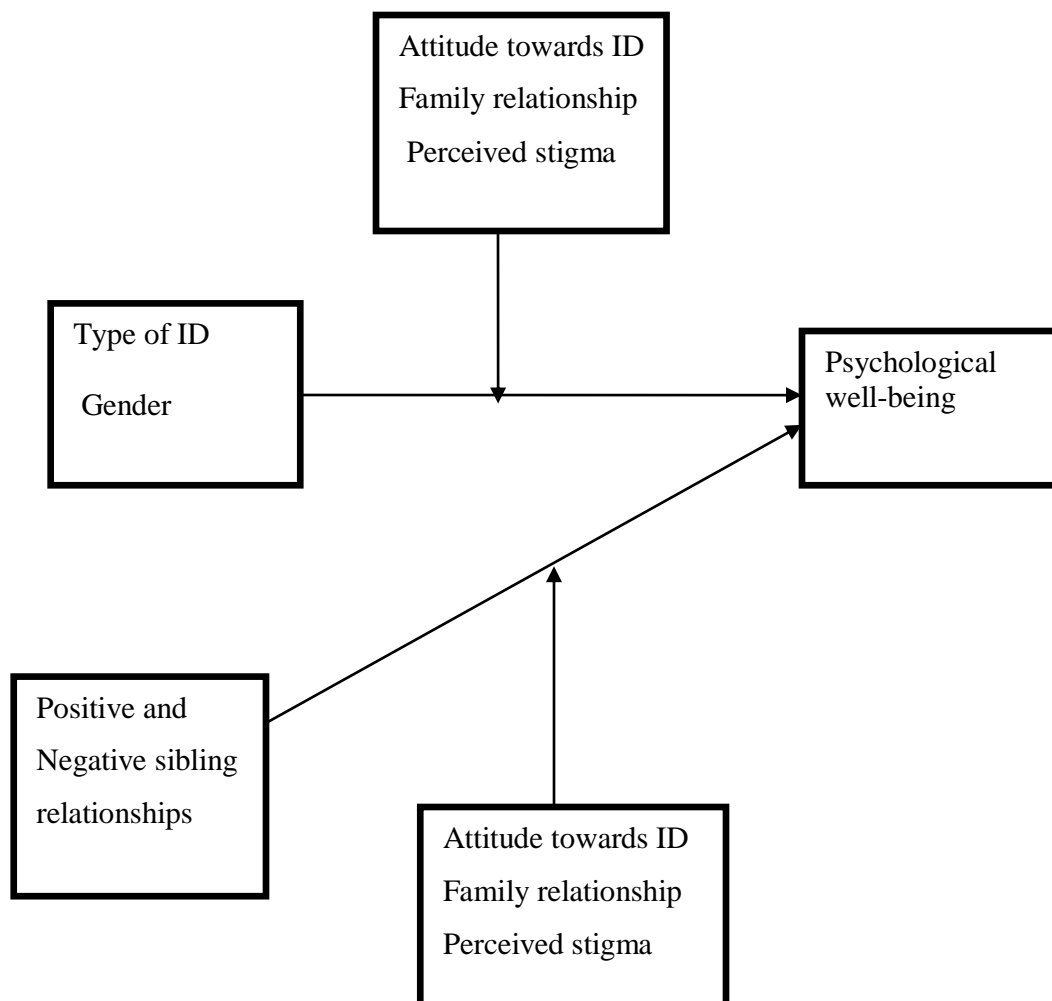 Attitude towards ID
Family relationship
Perceived stigma
Type of ID
Gender
Psychological
well-being
Positive and
Negative sibling
relationships
Attitude towards ID
Family relationship
Perceived stigma